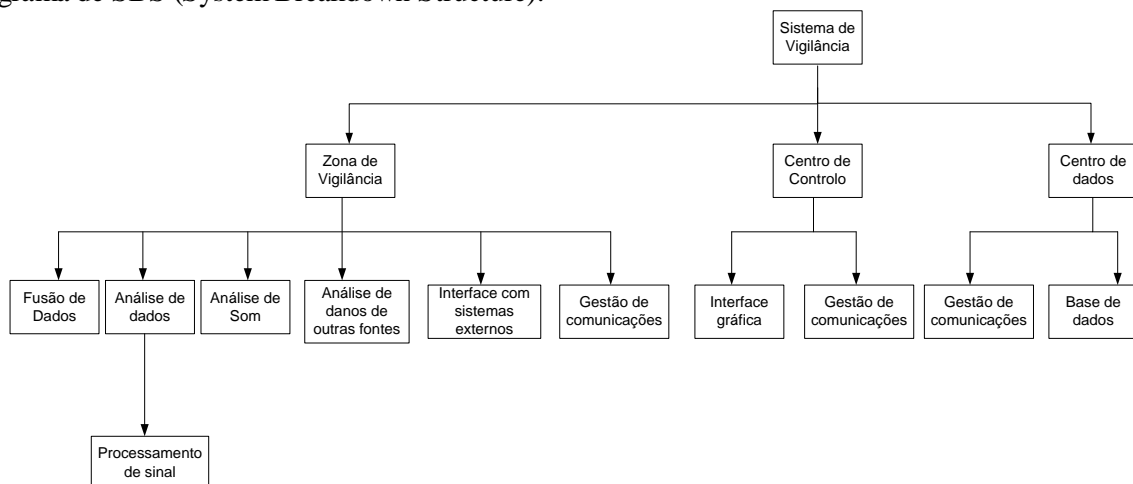 grama de SBS (System Breakdown Structure):
Sistema de
Vigilância
Zona de
Vigilância
Centro de
Controlo
Centro de
dados
Fusão de
Dados
Análise de
dados
Análise de
Som
Análise de
danos de
outras fontes
Interface com
sistemas
externos
Gestão de
comunicações
Interface
gráfica
Gestão de
comunicações
Gestão de
comunicações
Base de
dados
Processamento
de sinal